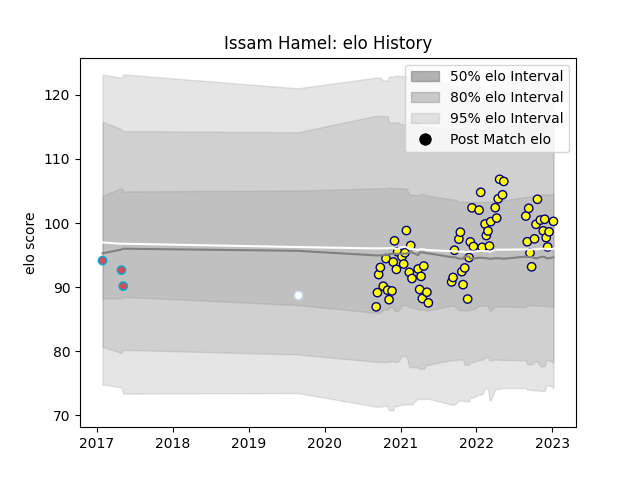 Issam Hamel: elo History
50% elo Interval
80% elo Interval
95% elo Interval
Post Match elo
elo score
120
110
100
90
80
70
2017
2018
2019
2020
2021
2022
2023